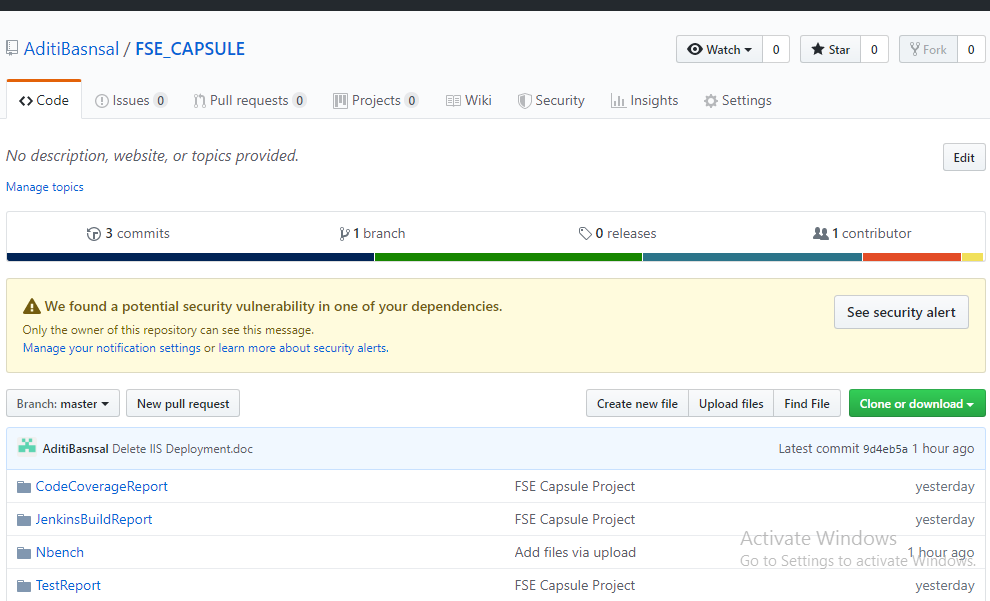 AditiBasnsal / FSE_CAPSULE
Watch 0 Star 0 Fork 0
Code Issues 0 Pull requests 0 Projects 0 Wiki Security Insights Settings
No description, website, or topics provided.
Edit
Manage topics
3 commits 1 branch 0 releases 1 contributor
We found a potential security vulnerability in one of your dependencies.
Only the owner of this repository can see this message.
Manage your notification settings or learn more about security alerts.
See security alert
Branch: master New pull request Create new file Upload files Find File Clone or download
AditiBasnsal Delete IIS Deployment.doc Latest commit 9d4eb5a 1 hour ago
CodeCoverageReport FSE Capsule Project yesterday
JenkinsBuildReport FSE Capsule Project yesterday
Activate Windows
Nbench Add files via upload 1 hour ago
Go to Settings to activate Windows.
TestReport FSE Capsule Project yesterday